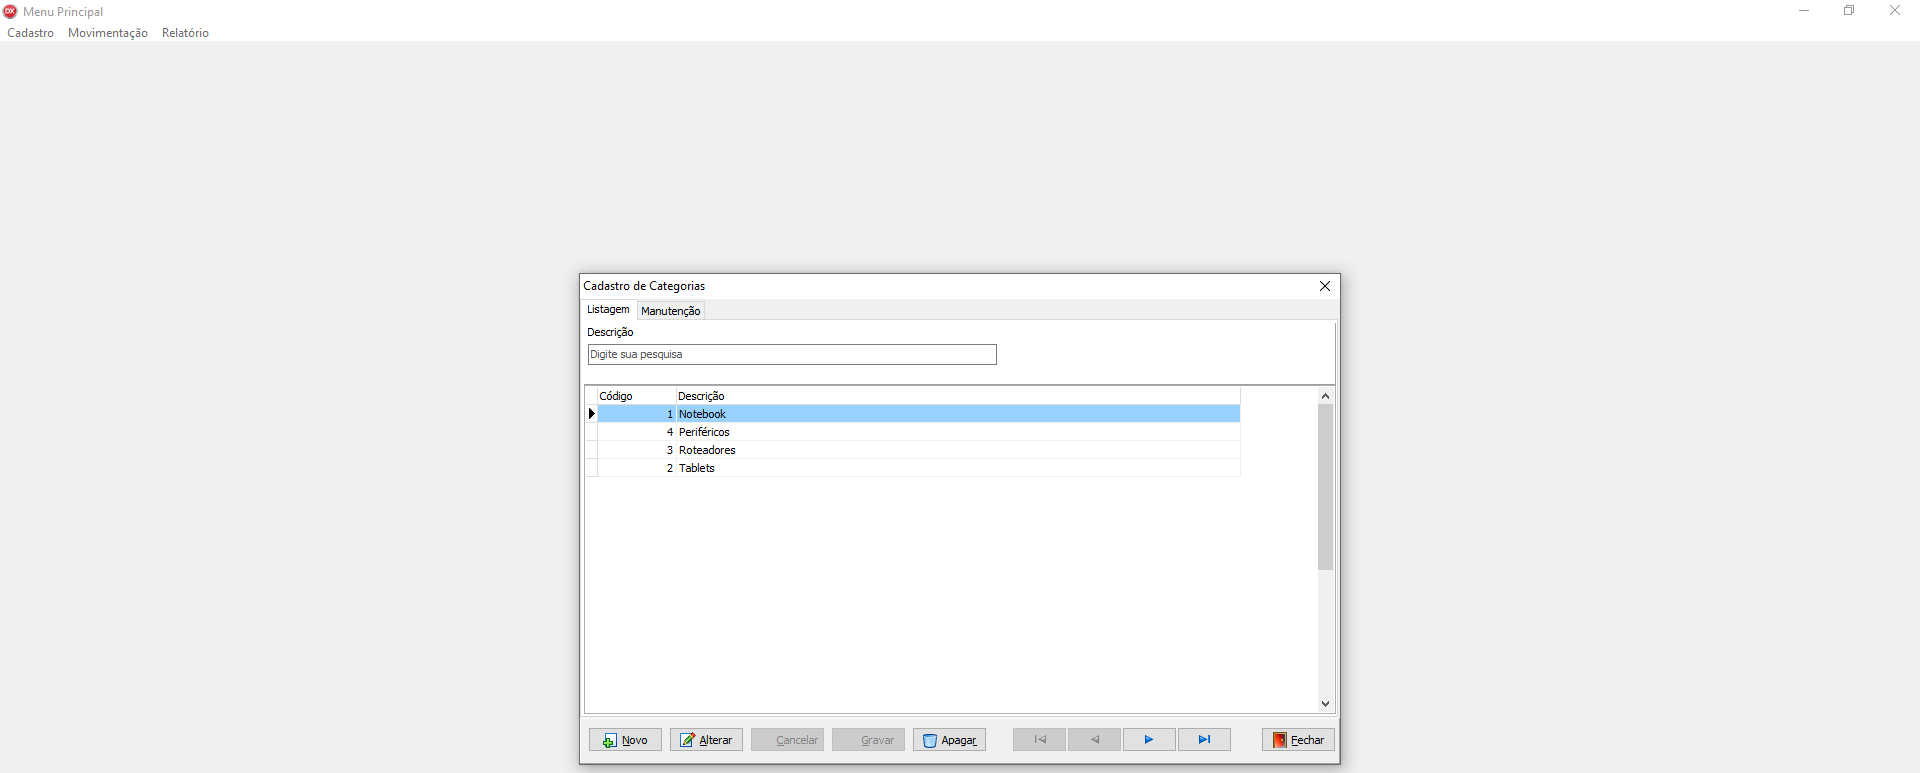 DX Menu Principal
Cadastro Movimentação Relatório
Cadastro de Categorias
Listagem Manutenção
Descrição
Digite sua pesquisa
Código Descrição
1 Notebook
4 Periféricos
3 Roteadores
2 Tablets
Novo Alterar Cancelar Gravar Apagar Fechar